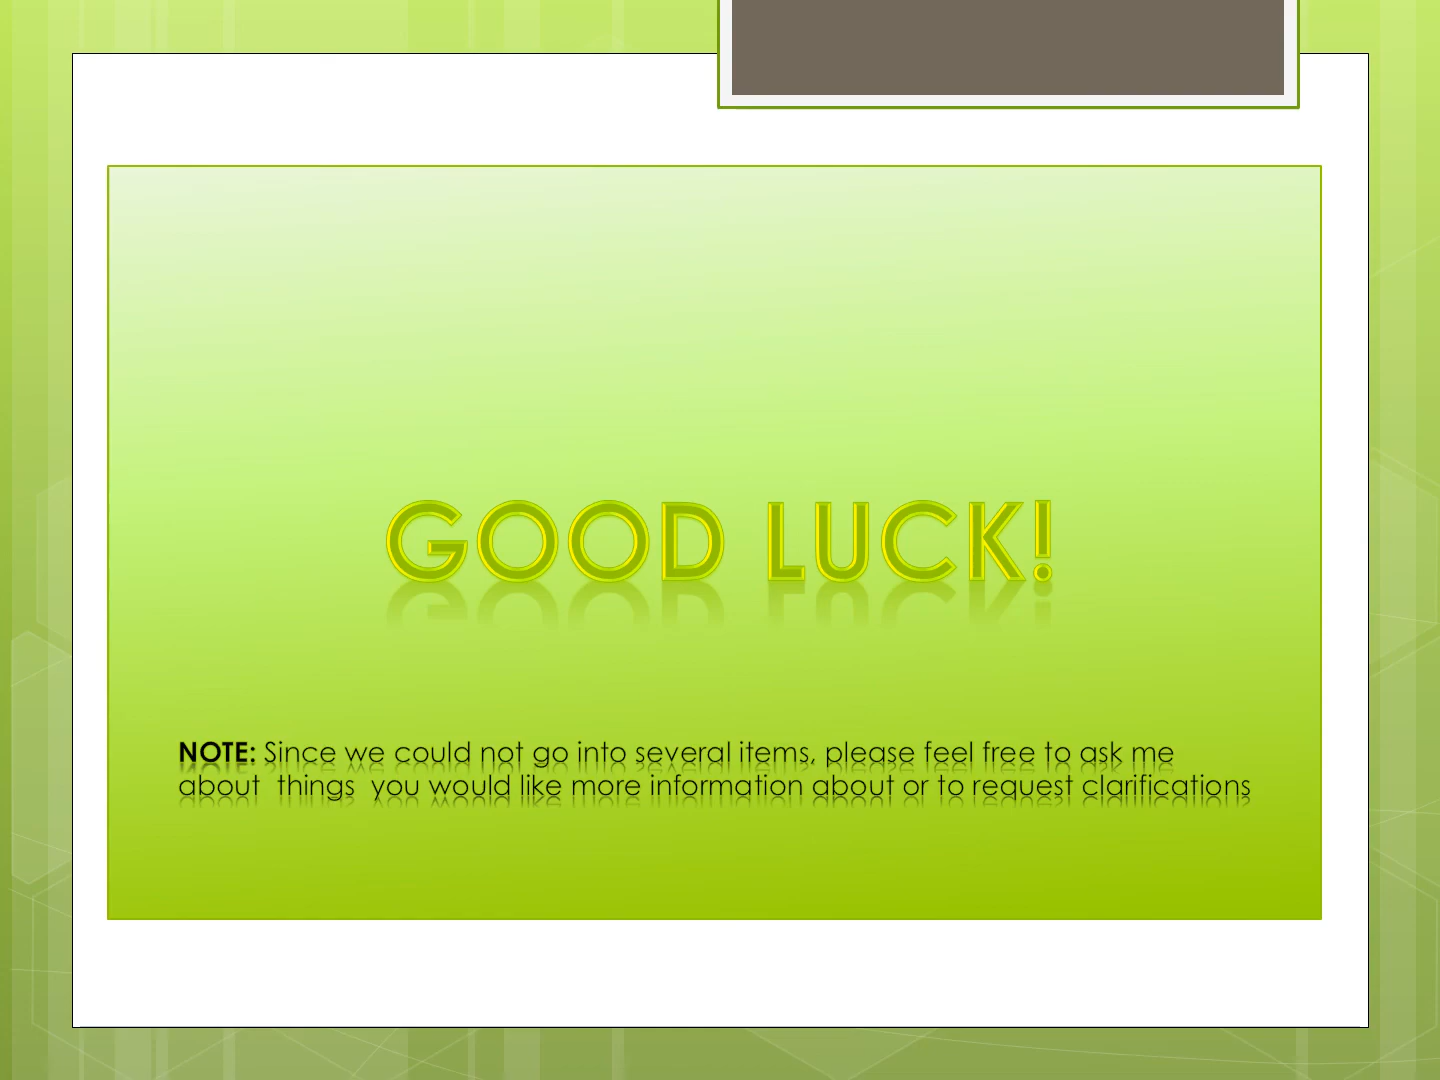 GOOD LUCK!
NOTE: Since we could not go into several items, please feel free to ask me
about  things  you would like more information about or to request clarifications